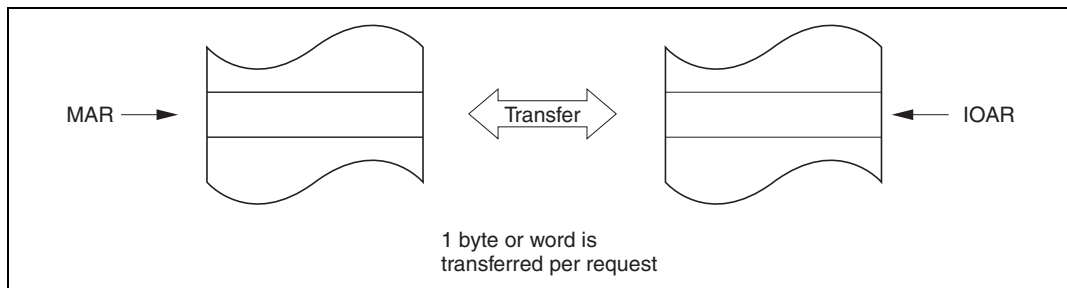 MAR
Transfer
IOAR
1 byte or word is
transferred per request